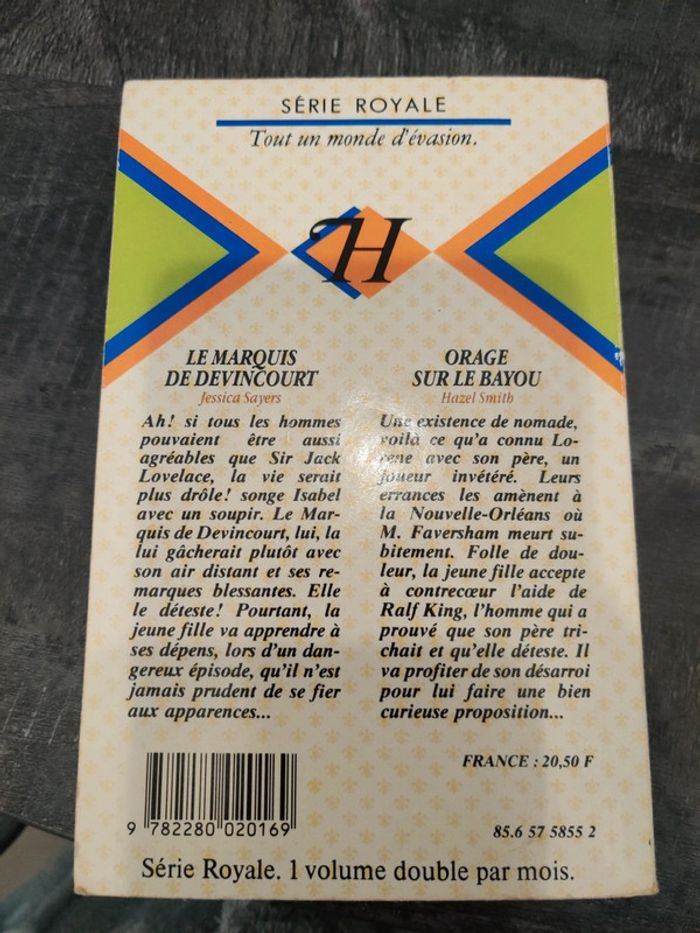 SÉRIE ROYALE
Tout un monde d'évasion.
H
LE MARQUIS
DE DEVINCOURT
Jessica Sayers
Ah! si tous les hommes
pouvaient être aussi
agréables que Sir Jack
Lovelace, la vie serait
plus drôle! songe Isabel
avec un soupir. Le Mar-
quis de Devincourt, lui, la
lui gâcherait plutôt avec
son air distant et ses re-
marques blessantes. Elle
le déteste! Pourtant, la
jeune fille va apprendre à
ses dépens, lors d'un dan-
gereux épisode, qu'il n'est
jamais prudent de se fier
aux apparences...
ORAGE
SUR LE BAYOU
Hazel Smith
Une existence de nomade,
voilà ce qu'a connu Lo-
rene avec son père, un
joueur invétéré. Leurs
errances les amènent à
la Nouvelle-Orléans où
M. Faversham meurt su-
bitement. Folle de dou-
leur, la jeune fille accepte
à contrecœur l'aide de
Ralf King, l'homme qui a
prouvé que son père tri-
chait et qu'elle déteste. Il
va profiter de son désarroi
pour lui faire une bien
curieuse proposition...
FRANCE : 20,50 F
9 782280 020169
85.6 57 5855 2
Série Royale. 1 volume double par mois.